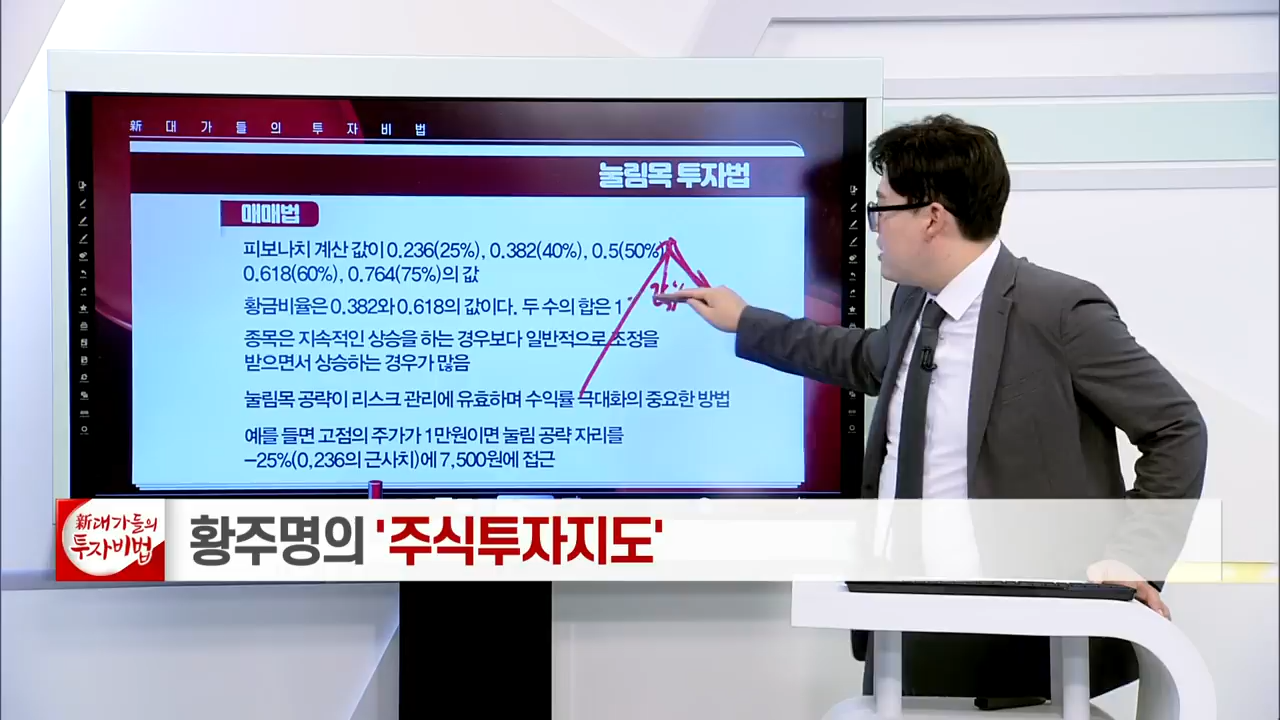 新 대 가 들 의 투 자 비 법
눌림목 투자법
매매법
피보나치 계산 값이 0.236(25%), 0.382(40%), 0.5(50%)
0.618(60%), 0.764(75%)의 값
황금비율은 0.382와 0.618의 값이다. 두 수의 합은 1
종목은 지속적인 상승을 하는 경우보다 일반적으로 조정을
받으면서 상승하는 경우가 많음
눌림목 공략이 리스크 관리에 유효하며 수익률 극대화의 중요한 방법
예를 들면 고점의 주가가 1만원이면 눌림 공략 자리를
-25%(0,236의 근사치)에 7,500원에 접근
新대가들의
투자비법
황주명의 '주식투자지도'